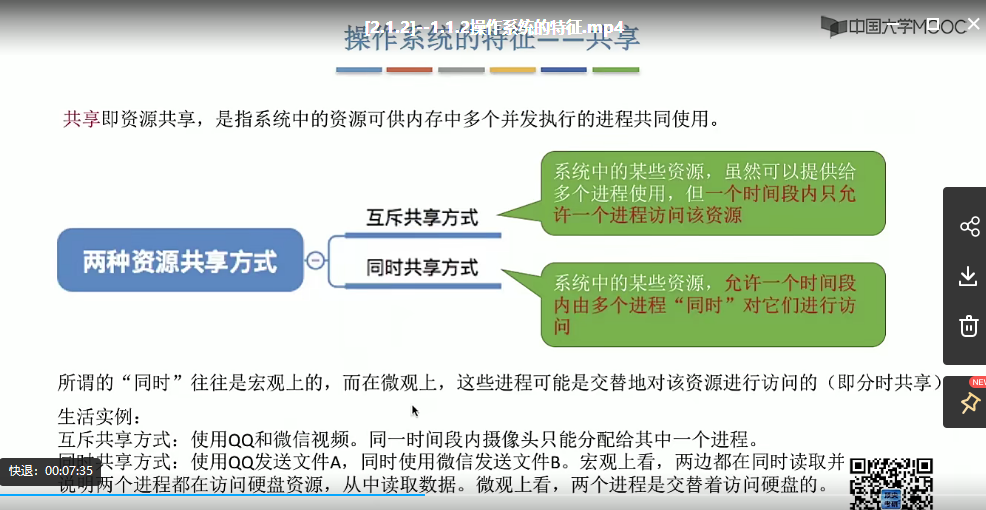 [2.1.2]--1.1.2操作系统的特征.mp4
中国大学MOOC
操作系统的特征——共享
共享即资源共享，是指系统中的资源可供内存中多个并发执行的进程共同使用。
系统中的某些资源，虽然可以提供给
多个进程使用，但一个时间段内只允
许一个进程访问该资源
互斥共享方式
两种资源共享方式
同时共享方式
系统中的某些资源，允许一个时间段
内由多个进程“同时”对它们进行访
问
所谓的“同时”往往是宏观上的，而在微观上，这些进程可能是交替地对该资源进行访问的（即分时共享）
NEW
生活实例：
互斥共享方式：使用QQ和微信视频。同一时间段内摄像头只能分配给其中一个进程。
同时共享方式：使用QQ发送文件A，同时使用微信发送文件B。宏观上看，两边都在同时读取并
快退：00:07:35
说明两个进程都在访问硬盘资源，从中读取数据。微观上看，两个进程是交替着访问硬盘的。